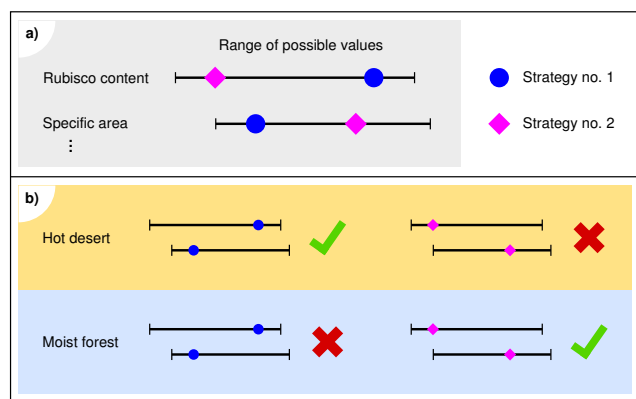 a)
Range of possible values
Rubisco content
Strategy no. 1
Specific area
Strategy no. 2
⋮
b)
Hot desert
Moist forest